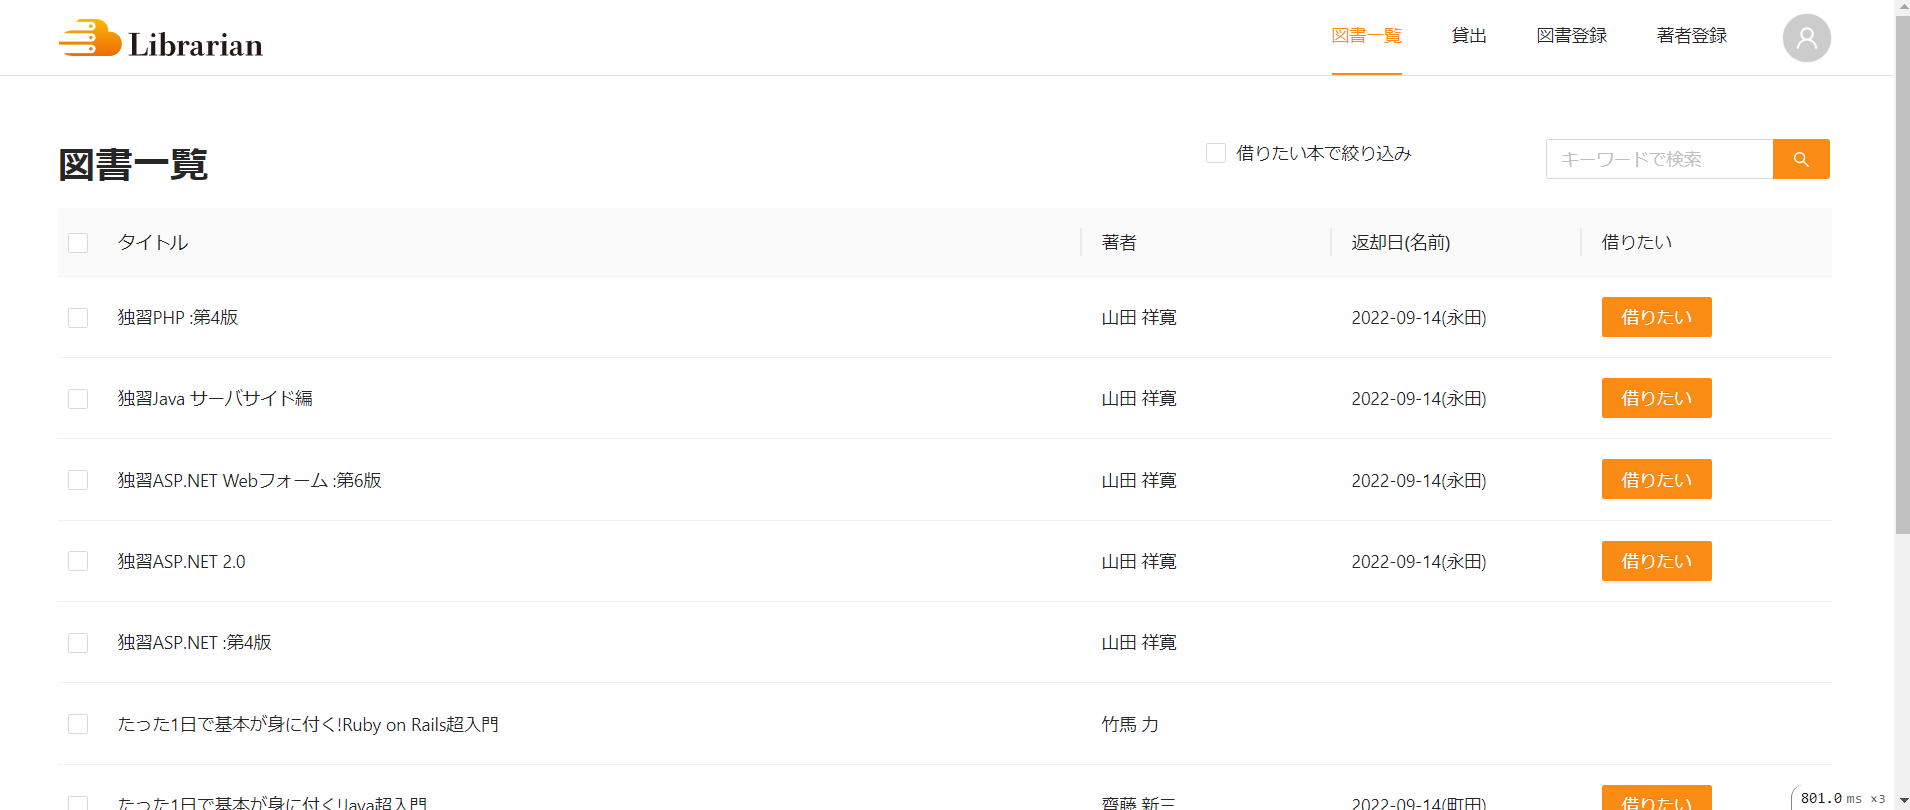 Librarian
図書一覧 貸出 図書登録 著者登録
図書一覧
借りたい本で絞り込み
キーワードで検索
タイトル 著者 返却日(名前) 借りたい
独習PHP :第4版 山田 祥寛 2022-09-14(永田) 借りたい
独習Java サーバサイド編 山田 祥寛 2022-09-14(永田) 借りたい
独習ASP.NET Webフォーム :第6版 山田 祥寛 2022-09-14(永田) 借りたい
独習ASP.NET 2.0 山田 祥寛 2022-09-14(永田) 借りたい
独習ASP.NET :第4版 山田 祥寛
たった1日で基本が身に付く!Ruby on Rails超入門 竹馬 力
たった1日で基本が身に付く!Java超入門 齊藤 新三 2022-09-14(町田) 借りたい
801.0 ms ×3